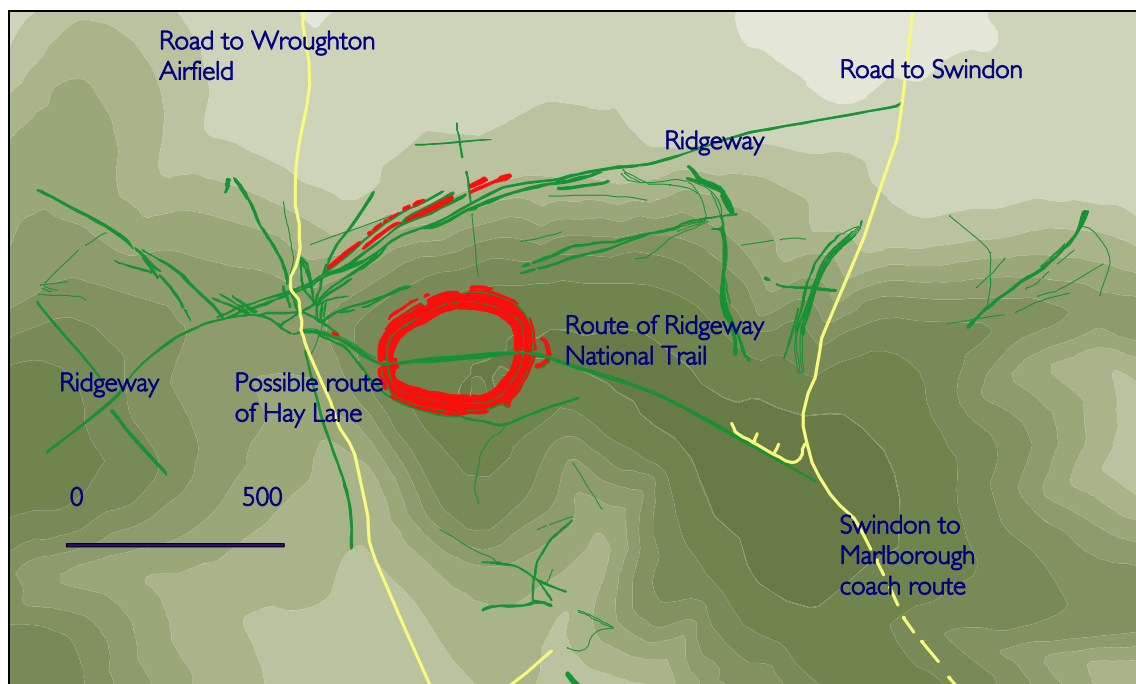 Road to Wroughton
Airfield
Road to Swindon
Ridgeway
Route of Ridgeway
National Trail
Ridgeway
Possible route
of Hay Lane
0 500
Swindon to
Marlborough
coach route